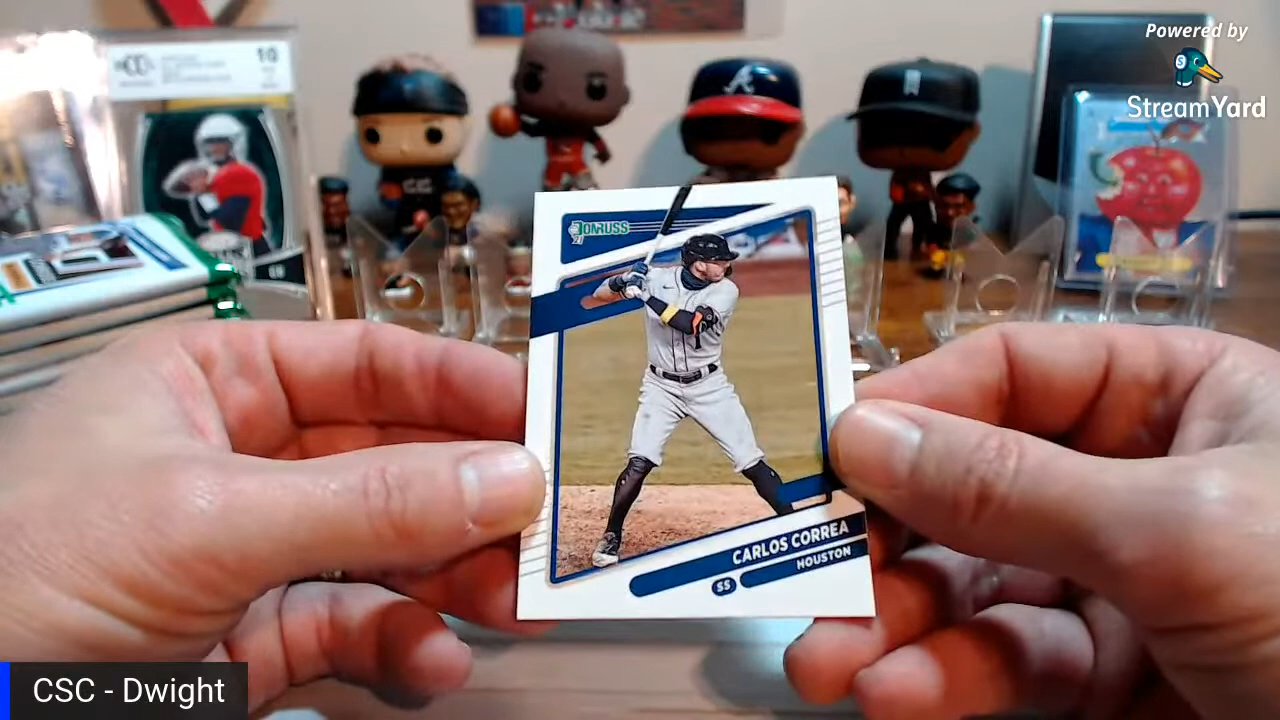 Powered by
StreamYard
10
DONRUSS
CARLOS CORREA
HOUSTON
SS
CSC - Dwight